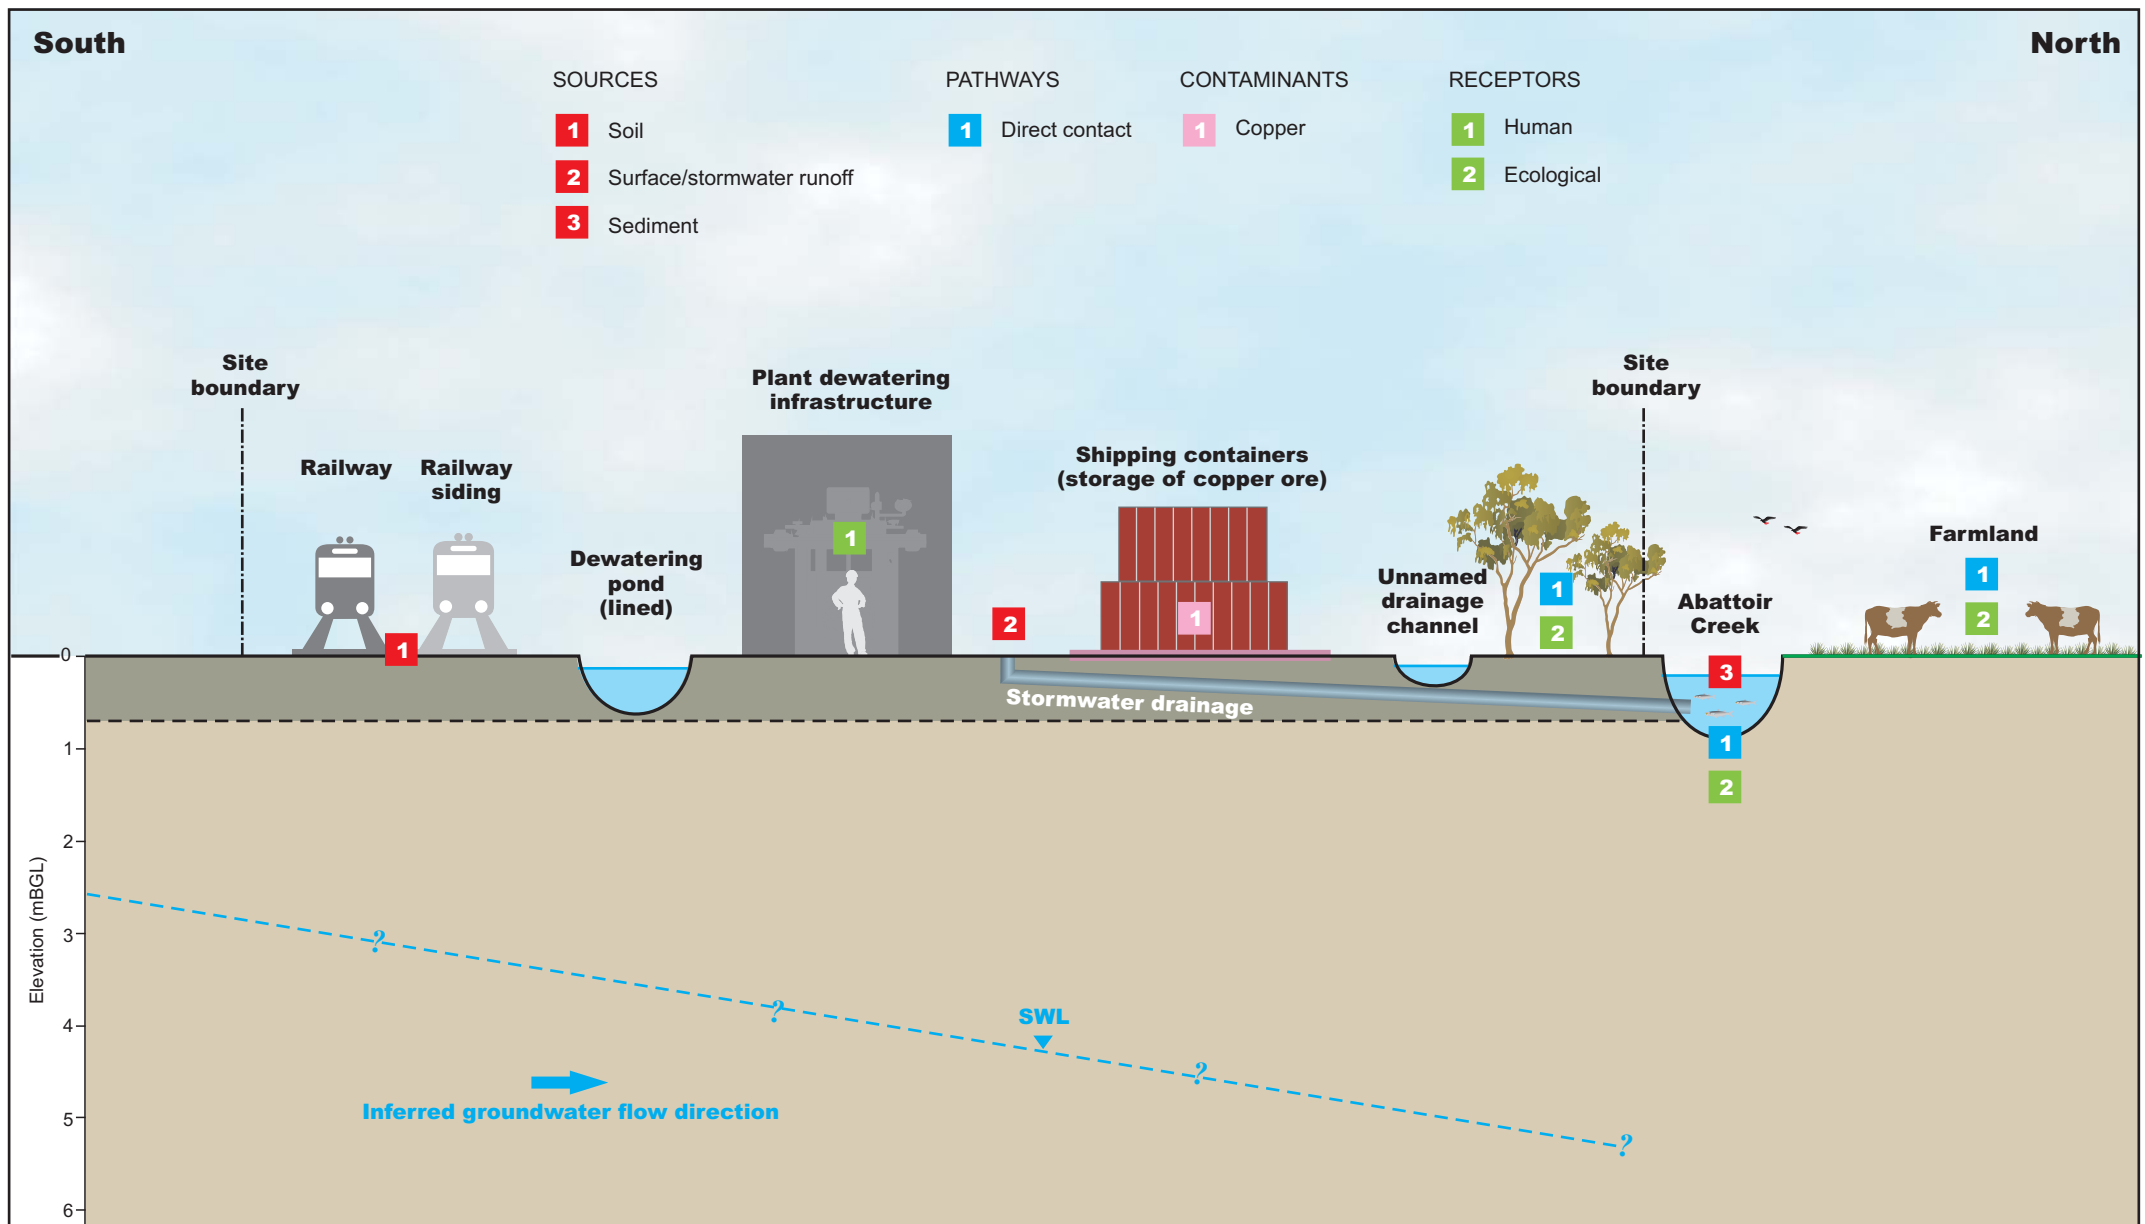 South
North
SOURCES
1 Soil
2 Surface/stormwater runoff
3 Sediment
PATHWAYS
1 Direct contact
CONTAMINANTS
1 Copper
RECEPTORS
1 Human
2 Ecological
Site
boundary
Railway
Railway
siding
1
Dewatering
pond
(lined)
Plant dewatering
infrastructure
1
2
Shipping containers
(storage of copper ore)
1
Stormwater drainage
Unnamed
drainage
channel
1
2
Site
boundary
Abattoir
Creek
3
1
2
Farmland
1
2
Elevation (mBGL)
0
1
2
3
4
5
6
?
?
SWL
?
?
Inferred groundwater flow direction